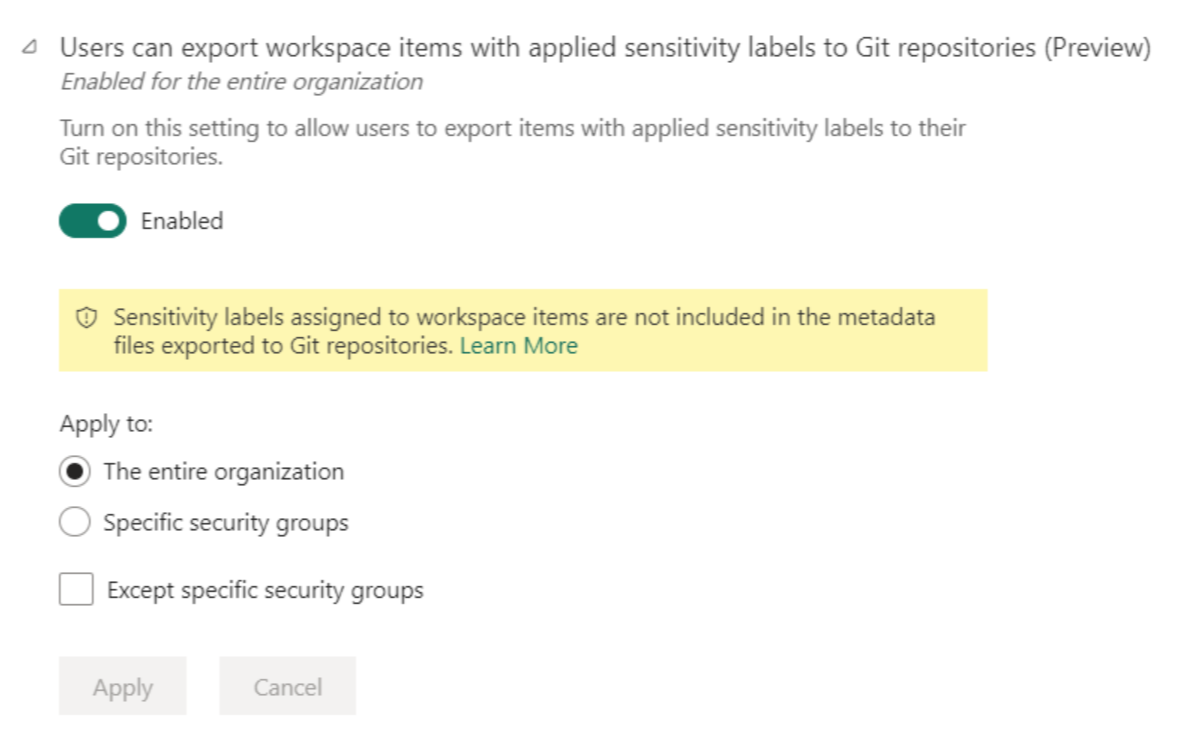 Users can export workspace items with applied sensitivity labels to Git repositories (Preview)
Enabled for the entire organization
Turn on this setting to allow users to export items with applied sensitivity labels to their
Git repositories.
Enabled
Sensitivity labels assigned to workspace items are not included in the metadata
files exported to Git repositories. Learn More
Apply to:
The entire organization
Specific security groups
Except specific security groups
Apply Cancel